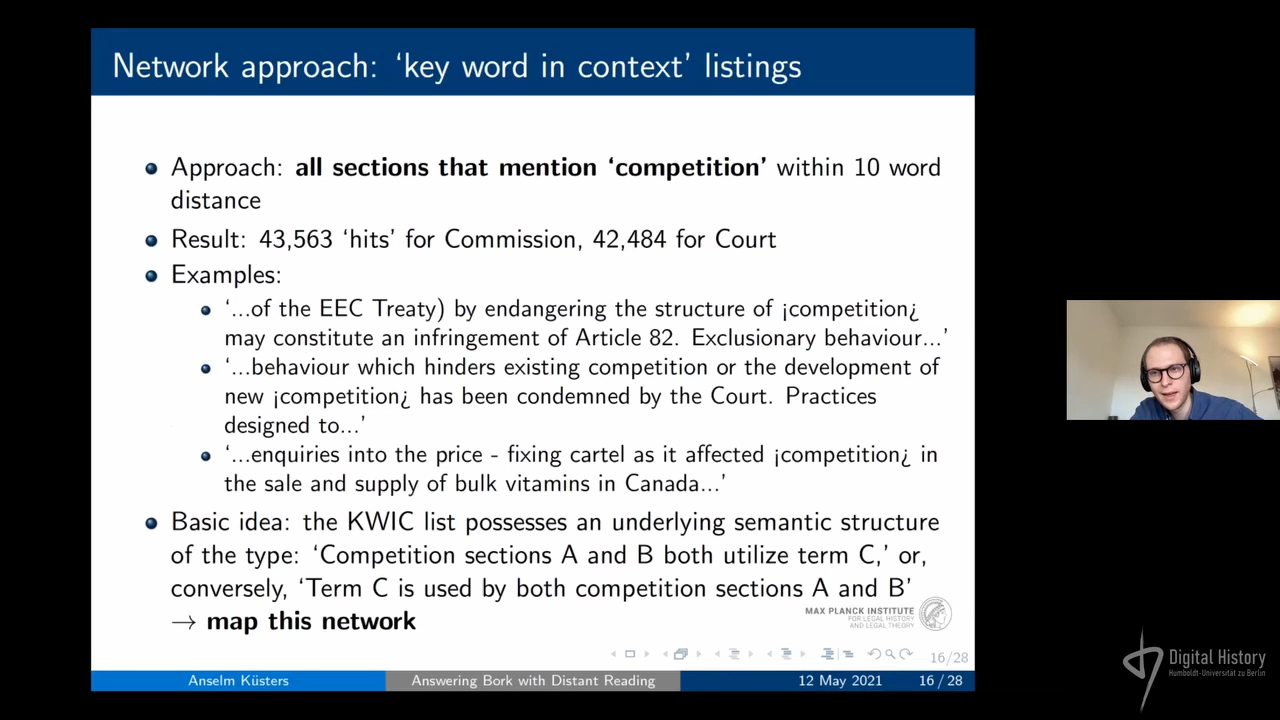 Network approach: ‘key word in context’ listings
Approach: all sections that mention ‘competition’ within 10 word
distance
Result: 43,563 ‘hits’ for Commission, 42,484 for Court
Examples:
‘...of the EEC Treaty) by endangering the structure of ¡competition¿
may constitute an infringement of Article 82. Exclusionary behaviour...’
‘...behaviour which hinders existing competition or the development of
new ¡competition¿ has been condemned by the Court. Practices
designed to...’
‘...enquiries into the price - fixing cartel as it affected ¡competition¿ in
the sale and supply of bulk vitamins in Canada...’
Basic idea: the KWIC list possesses an underlying semantic structure
of the type: ‘Competition sections A and B both utilize term C,’ or,
conversely, ‘Term C is used by both competition sections A and B’
→ map this network
MAX PLANCK INSTITUTE
FOR LEGAL HISTORY
AND LEGAL THEORY
16/28
Anselm Küsters
Answering Bork with Distant Reading
12 May 2021
16 / 28
Digital History
Humboldt-Universität zu Berlin